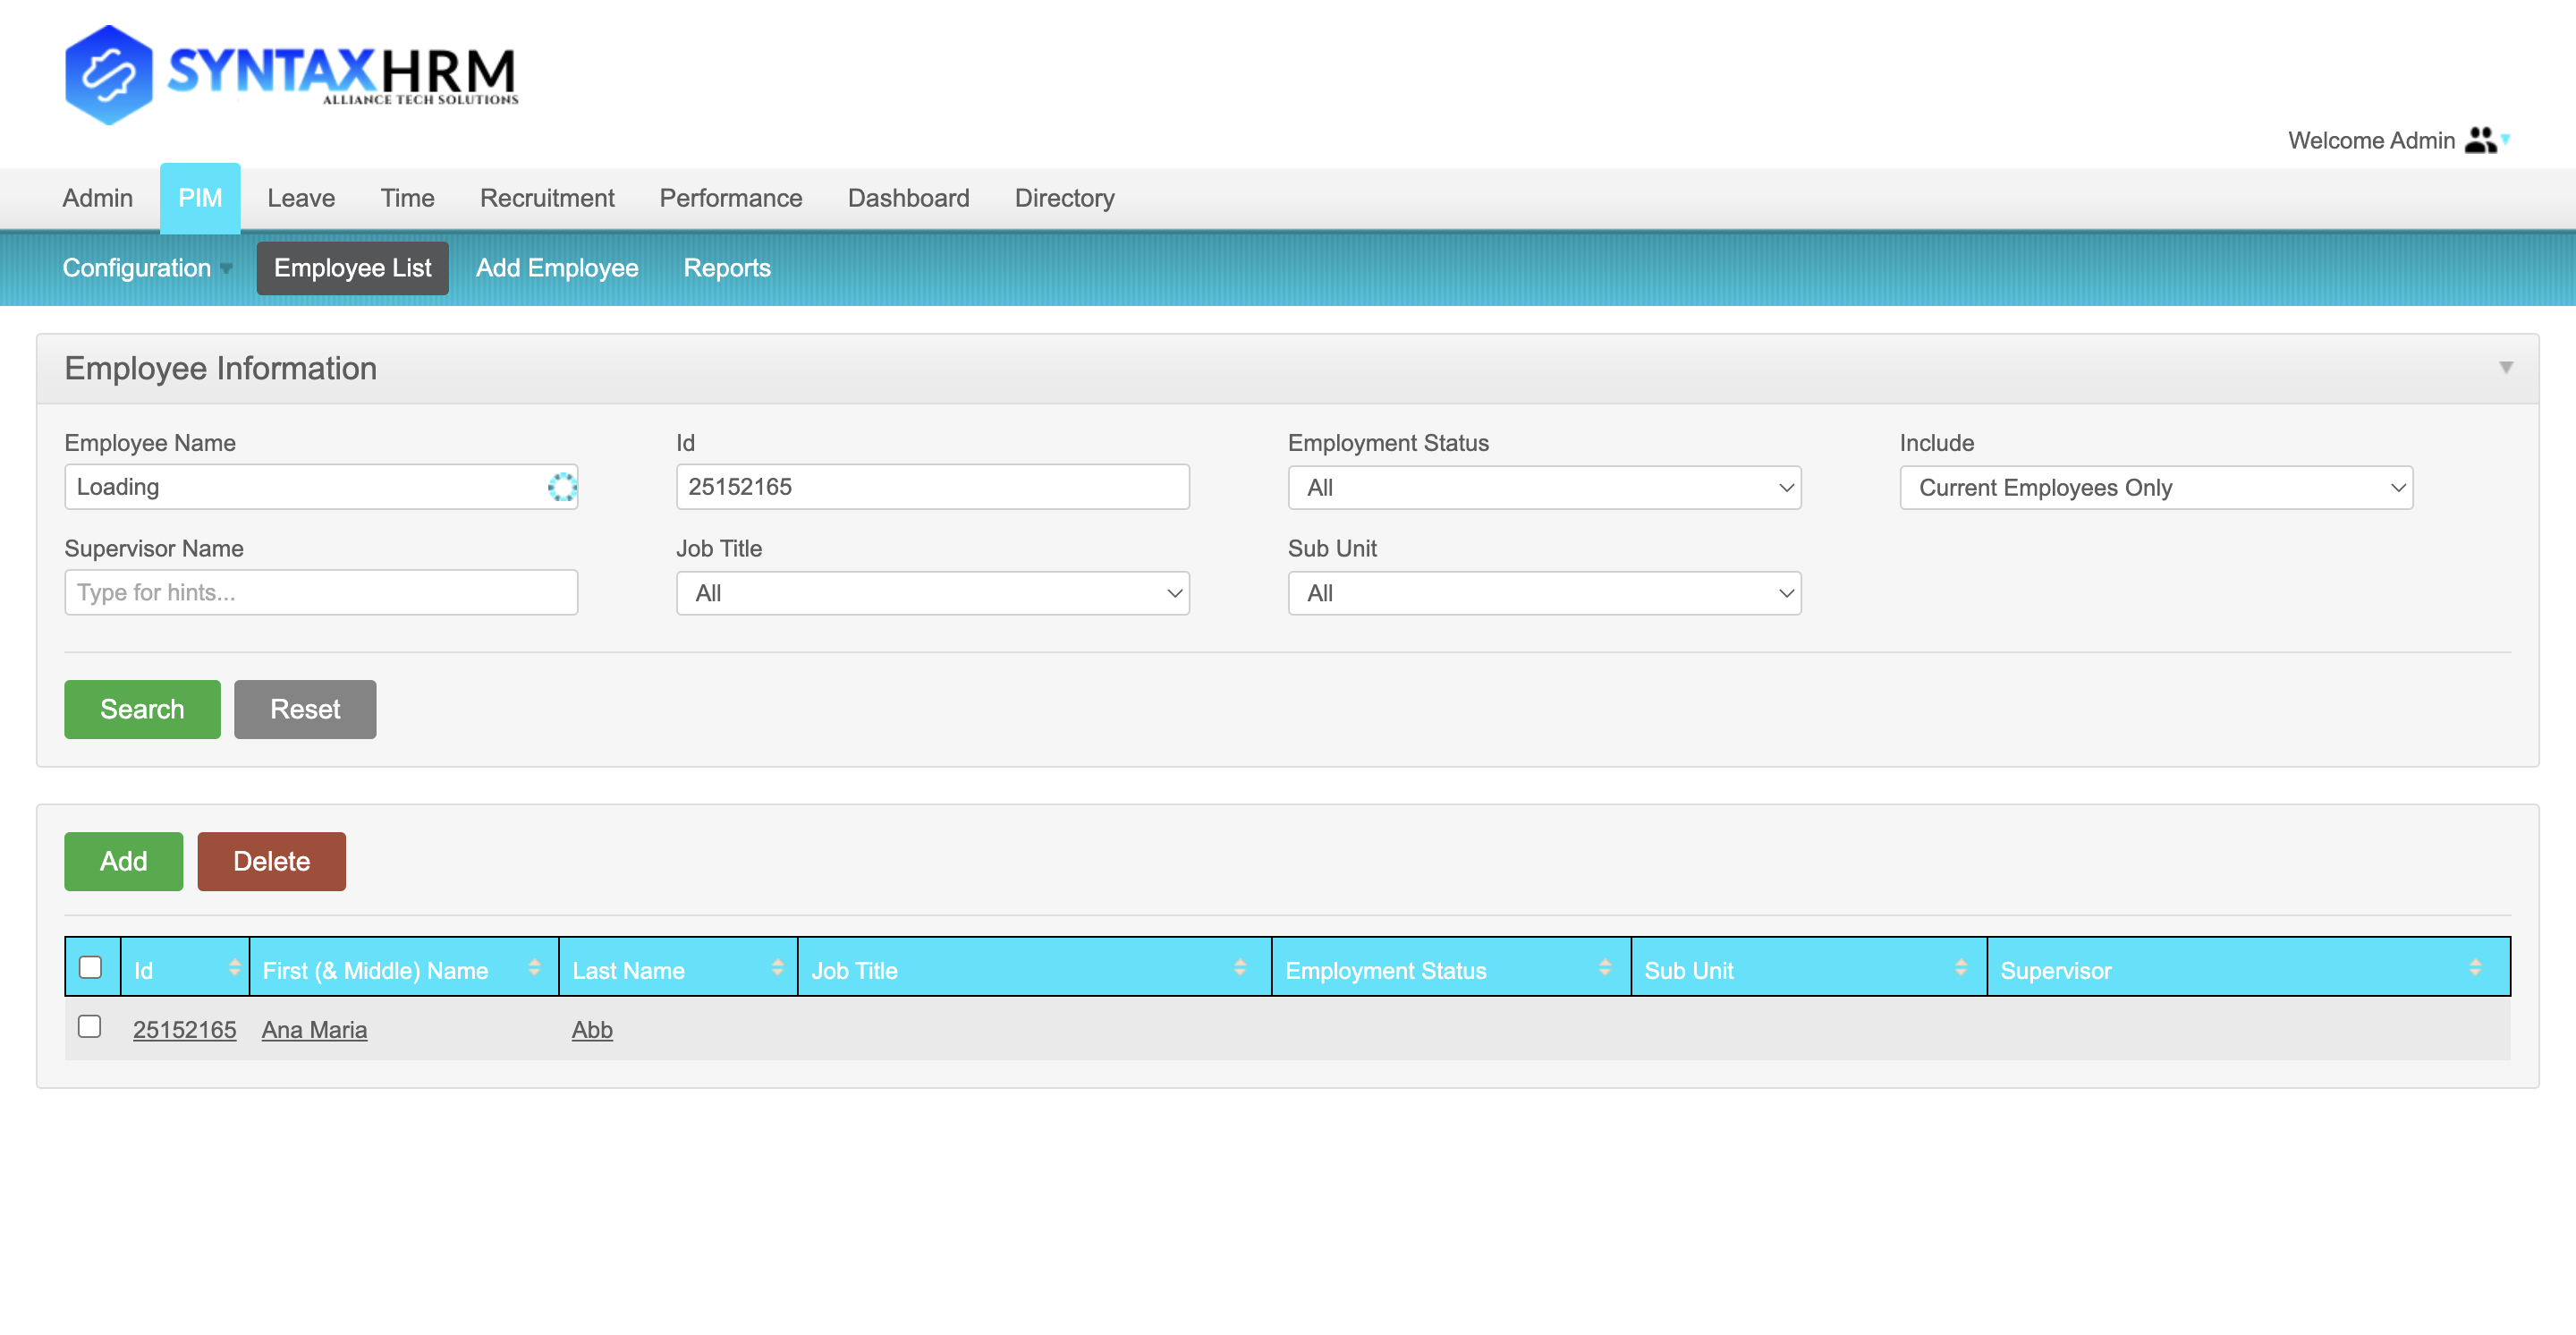 SYNTAXHRM
ALLIANCE TECH SOLUTIONS
Welcome Admin
Admin PIM Leave Time Recruitment Performance Dashboard Directory
Configuration Employee List Add Employee Reports
Employee Information
Employee Name Id Employment Status Include
Loading 25152165 All Current Employees Only
Supervisor Name Job Title Sub Unit
Type for hints... All All
Search Reset
Add Delete
Id First (& Middle) Name Last Name Job Title Employment Status Sub Unit Supervisor
25152165 Ana Maria Abb